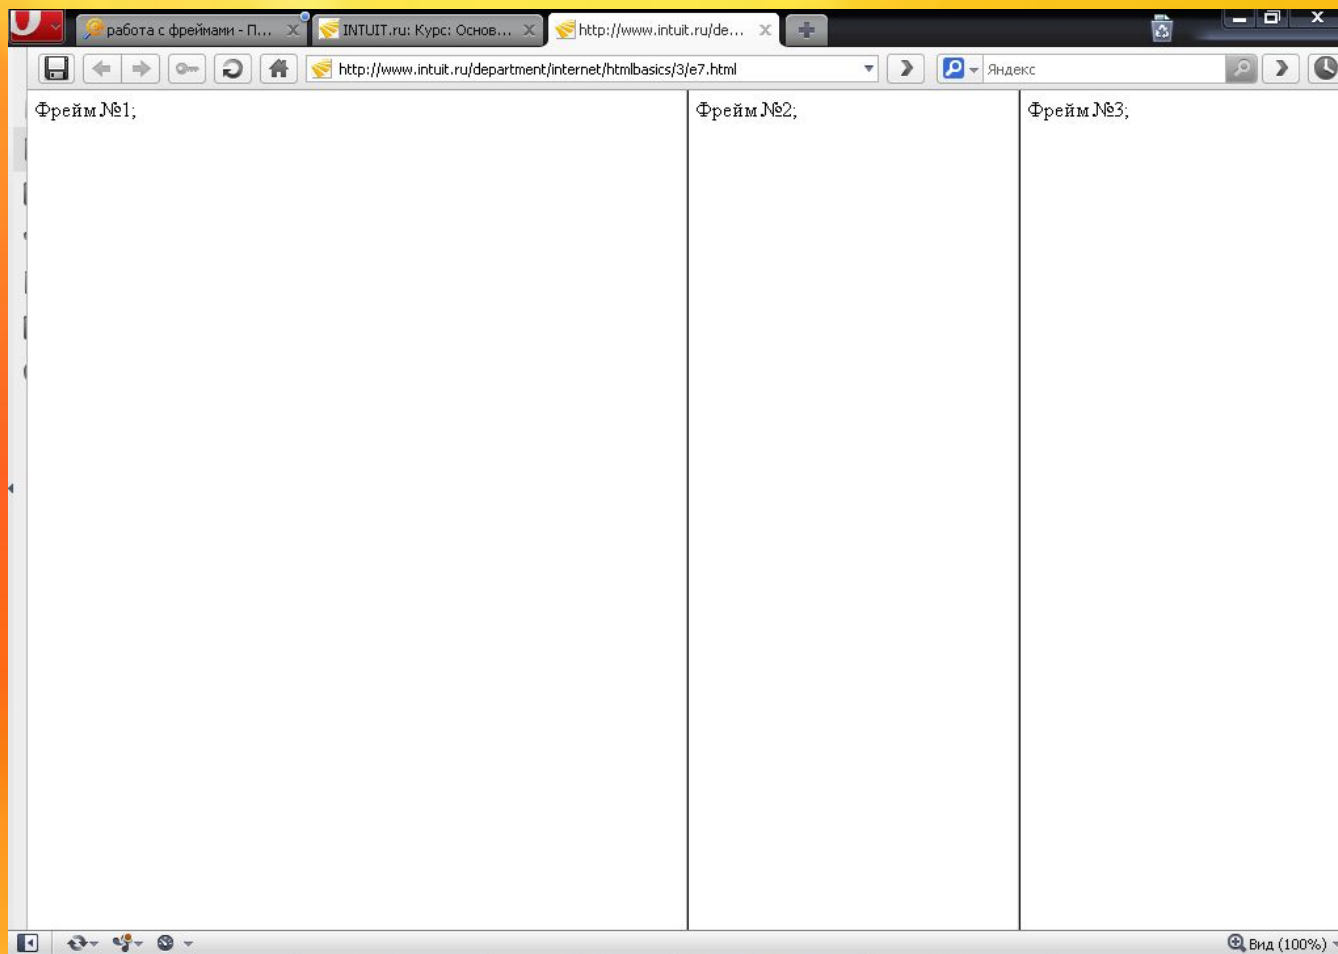 работа с фреймами - П...
INTUIT.ru: Курс: Основ...
http://www.intuit.ru/de...
http://www.intuit.ru/department/internet/htmlbasics/3/e7.html
Яндекс
Фрейм №1;
Фрейм №2;
Фрейм №3;
Вид (100%)